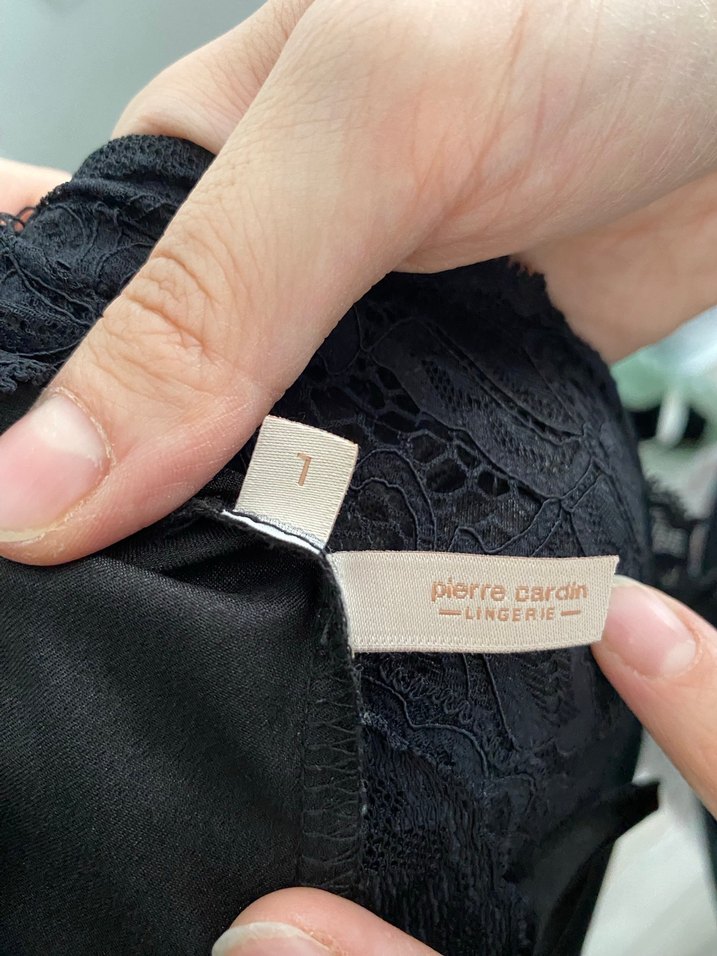 1
pierre cardin
—LINGERIE—